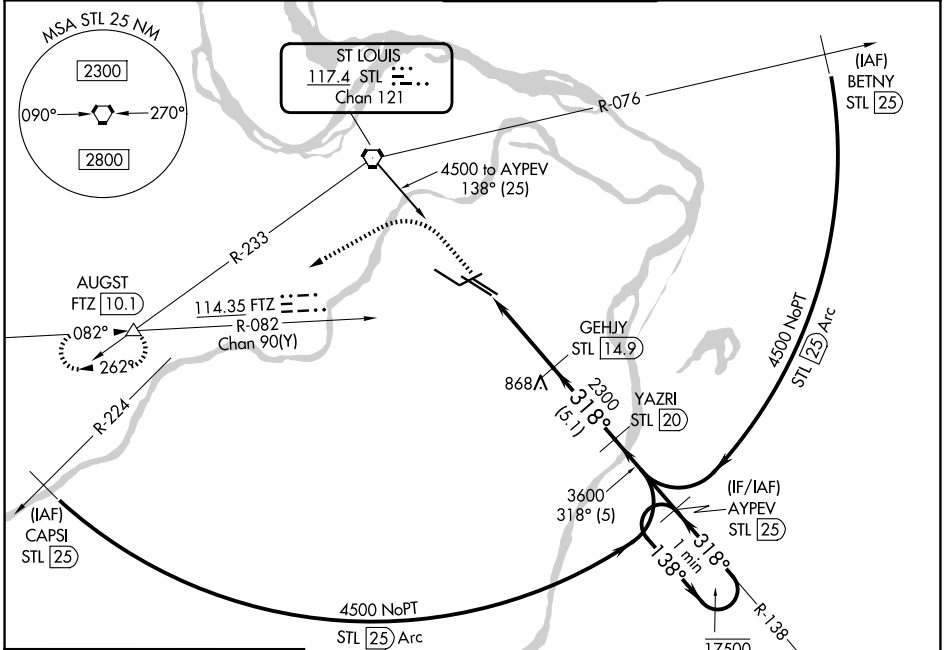 MSA STL 25 NM
2300
090°
270°
2800
ST LOUIS
117.4 STL
Chan 121
(IAF)
BETNY
STL 25
R-076
4500 to AYPEV
138° (25)
R-233
AUGST
FTZ 10.1
082°
262°
114.35 FTZ
R-082
Chan 90(Y)
R-224
GEHJY
STL 14.9
868
2300
318°
(5.1)
YAZRI
STL 20
4500 NoPT
STL 25 Arc
3600
318° (5)
(IF/IAF)
AYPEV
STL 25
(IAF)
CAPSI
STL 25
318°
1 min
138°
R-138
4500 NoPT
STL 25 Arc
17500